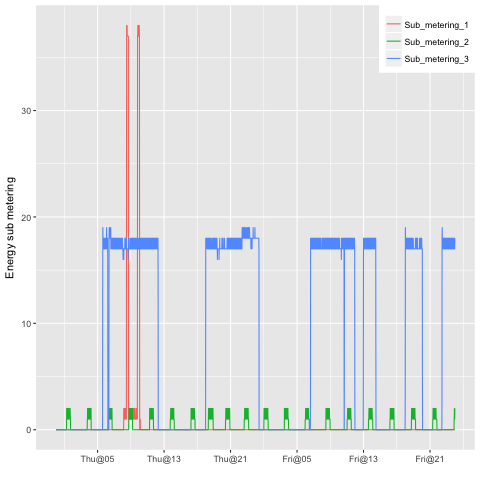 Sub_metering_1
Sub_metering_2
Sub_metering_3
Energy sub metering
30
20
10
0
Thu@05 Thu@13 Thu@21 Fri@05 Fri@13 Fri@21